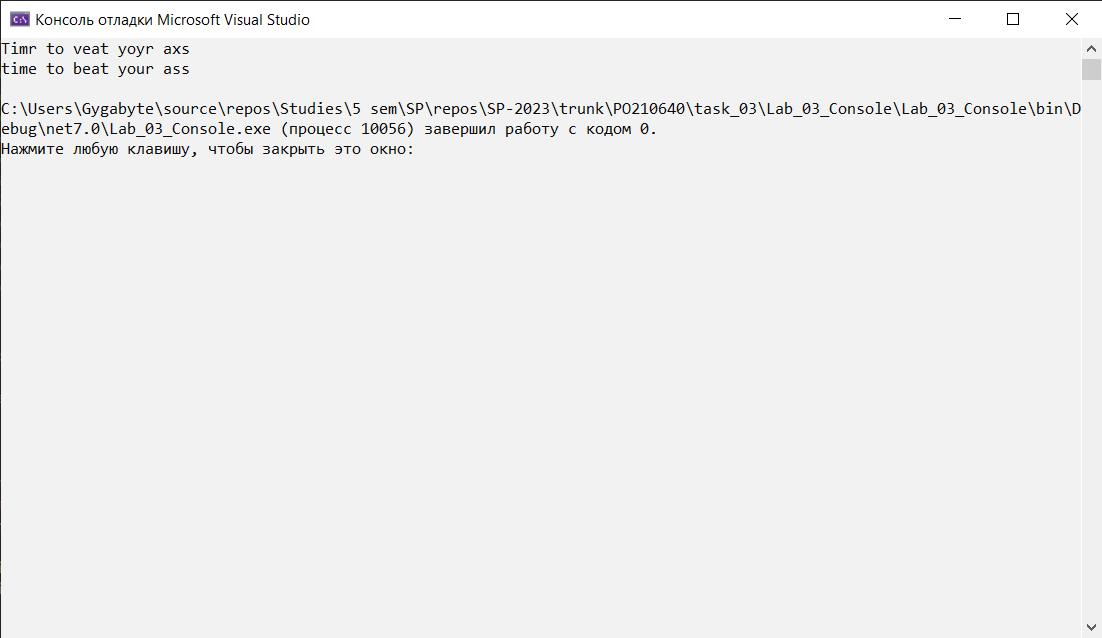 Консоль отладки Microsoft Visual Studio
Timr to veat yoyr axs
time to beat your ass
C:\Users\Gygabyte\source\repos\Studies\5 sem\SP\repos\SP-2023\trunk\PO210640\task_03\Lab_03_Console\Lab_03_Console\bin\D
ebug\net7.0\Lab_03_Console.exe (процесс 10056) завершил работу с кодом 0.
Нажмите любую клавишу, чтобы закрыть это окно: